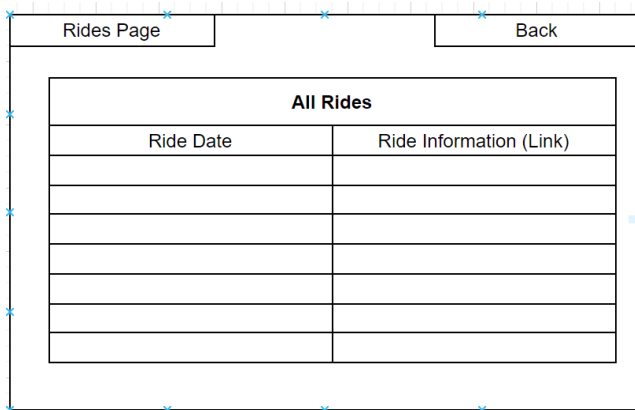 Rides Page
Back
All Rides
Ride Date
Ride Information (Link)